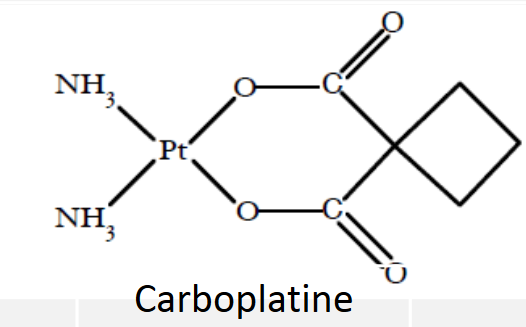 O
NH3 O C
Pt
NH3 O C
O
Carboplatine